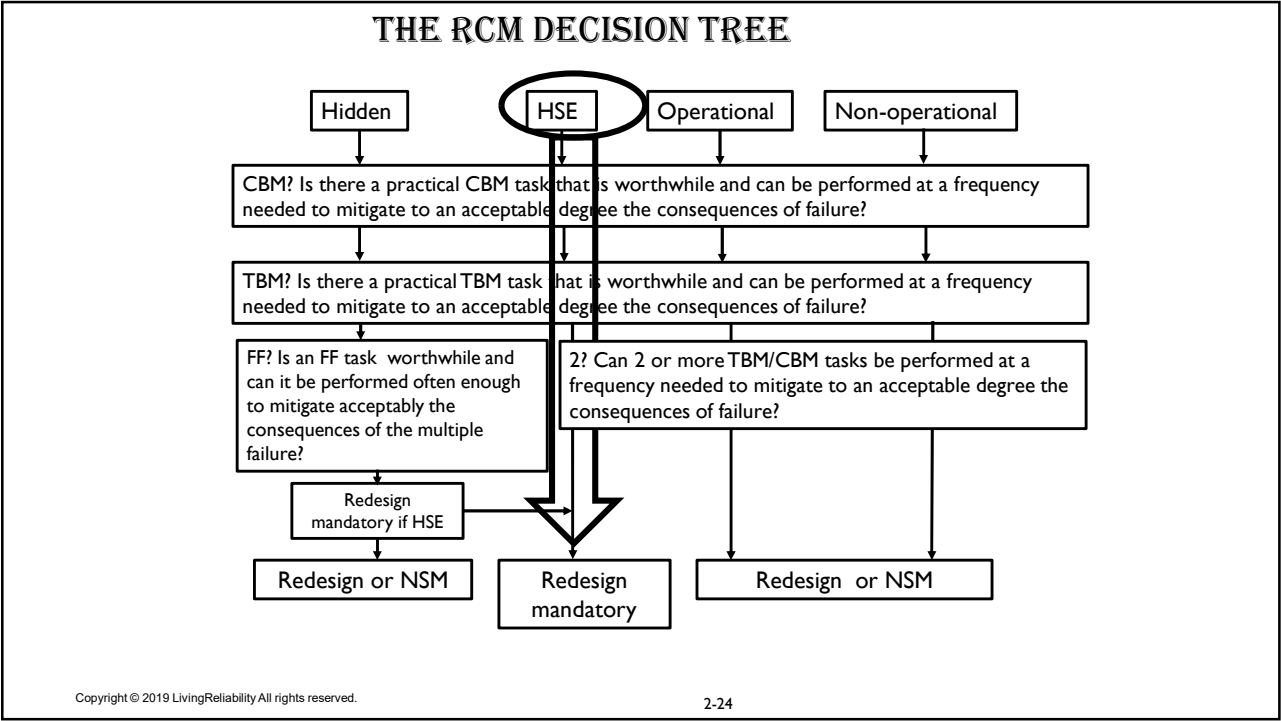 THE RCM DECISION TREE
Hidden
HSE
Operational
Non-operational
CBM? Is there a practical CBM task that is worthwhile and can be performed at a frequency
needed to mitigate to an acceptable degree the consequences of failure?
TBM? Is there a practical TBM task that is worthwhile and can be performed at a frequency
needed to mitigate to an acceptable degree the consequences of failure?
FF? Is an FF task worthwhile and
can it be performed often enough
to mitigate acceptably the
consequences of the multiple
failure?
2? Can 2 or more TBM/CBM tasks be performed at a
frequency needed to mitigate to an acceptable degree the
consequences of failure?
Redesign
mandatory if HSE
Redesign or NSM
Redesign
mandatory
Redesign or NSM
Copyright © 2019 LivingReliability All rights reserved.
2-24